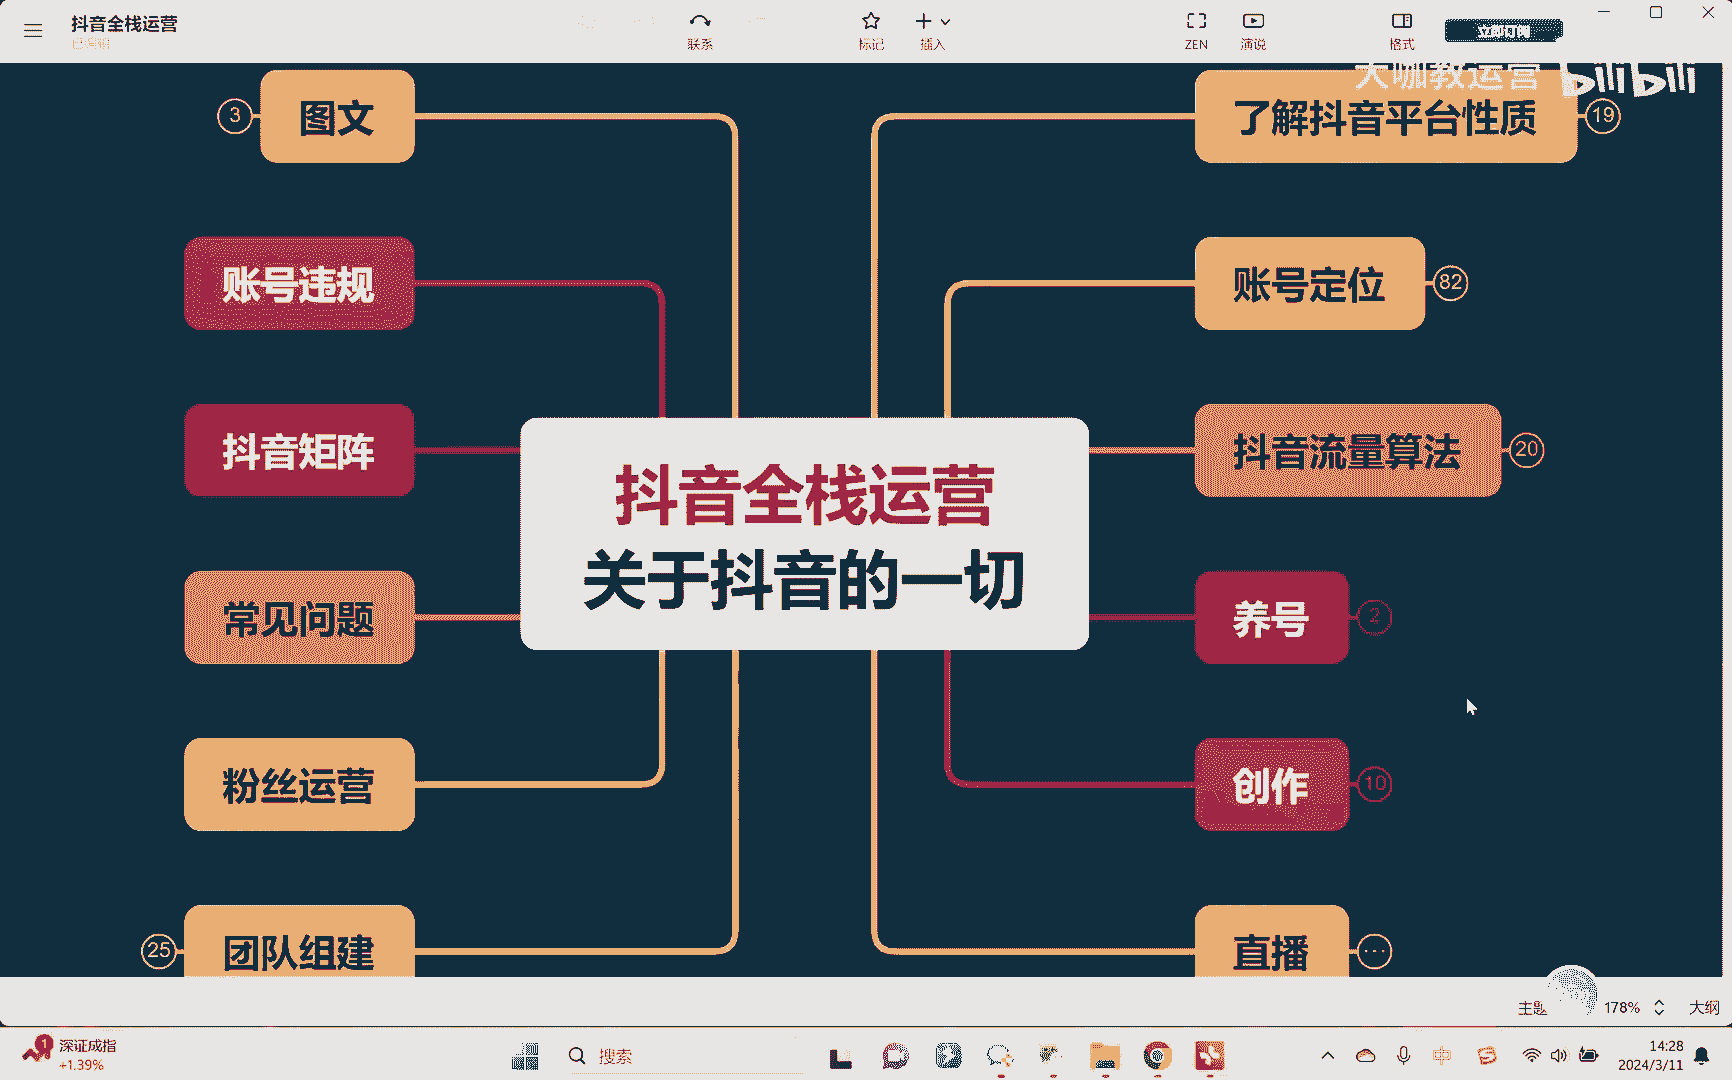 抖音全栈运营
已编辑
联系
标记
插入
ZEN
演说
格式
立即订阅
大咖教运营 bilibili
3
图文
了解抖音平台性质
19
账号违规
账号定位
82
抖音矩阵
抖音全栈运营
关于抖音的一切
抖音流量算法
20
常见问题
养号
2
粉丝运营
创作
10
25
团队组建
直播
主题
178%
大纲
1
深证成指
+1.39%
搜索
中
14:28
2024/3/11